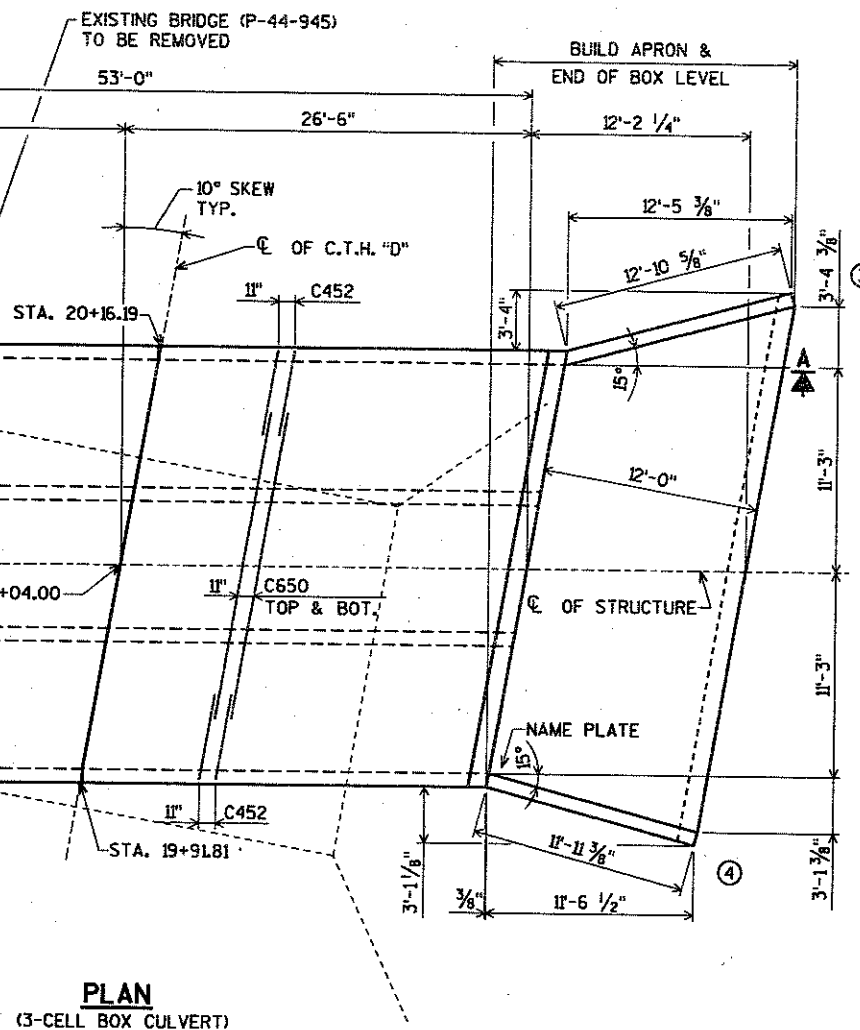 EXISTING BRIDGE (P-44-945)
TO BE REMOVED
BUILD APRON &
END OF BOX LEVEL
53'-0"
26'-6"
12'-2 1/4"
10° SKEW
TYP.
12'-5 3/8"
℄ OF C.T.H. "D"
12'-10 5/8"
3'-4 3/8"
11"
C452
3'-4"
STA. 20+16.19
15°
A
12'-0"
11'-3"
+04.00
11"
C650
TOP & BOT.
℄ OF STRUCTURE
11'-3"
NAME PLATE
15°
11"
C452
STA. 19+91.81
3'-1 1/8"
11'-11 3/8"
4
3'-1 3/8"
3/8"
11'-6 1/2"
PLAN
(3-CELL BOX CULVERT)